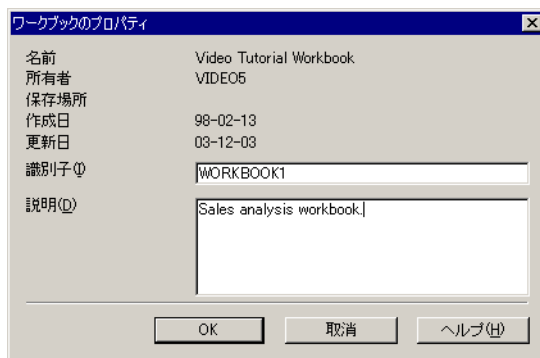 ワークブックのプロパティ
名前 Video Tutorial Workbook
所有者 VIDEO5
保存場所
作成日 98-02-13
更新日 03-12-03
識別子(I) WORKBOOK1
説明(D) Sales analysis workbook.
OK 取消 ヘルプ(H)